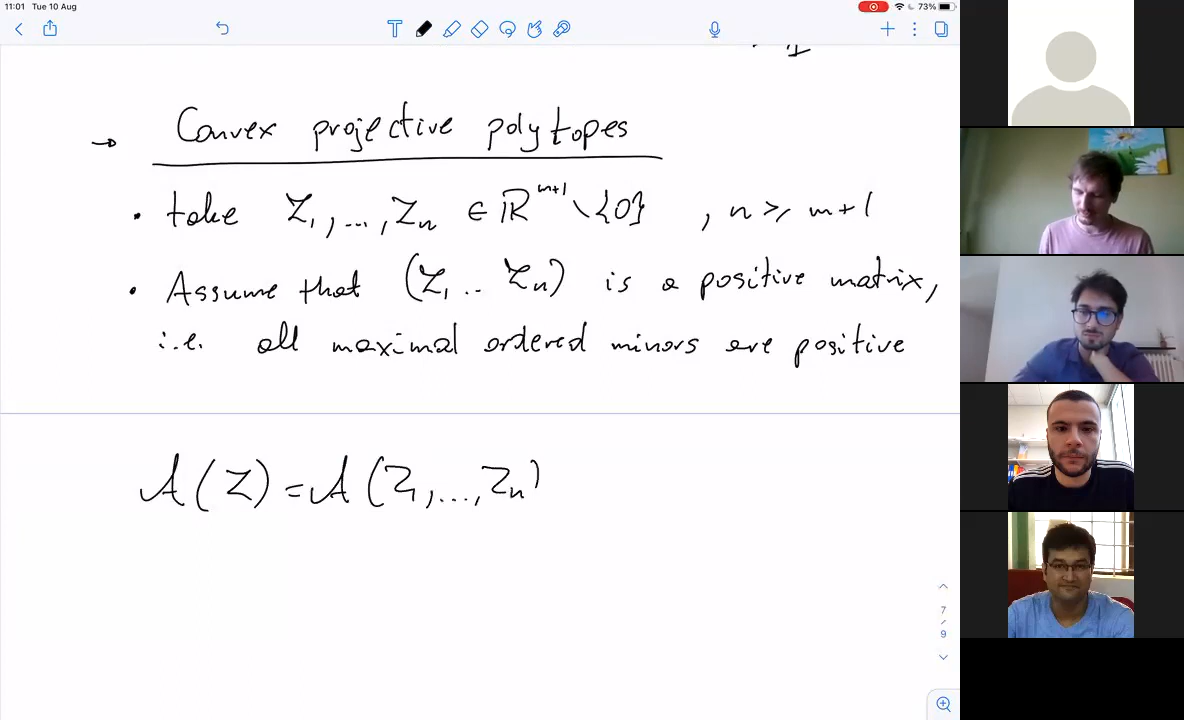 11:01 Tue 10 Aug
73%
→ Convex projective polytopes
• take Z₁, ..., Zₙ ∈ ℝᵐ⁺¹ \ {0} , n ⩾ m+1
• Assume that (Z₁ .. Zₙ) is a positive matrix,
i.e. all maximal ordered minors are positive
𝒜(Z) = 𝒜(Z₁, ..., Zₙ)
7
/
9